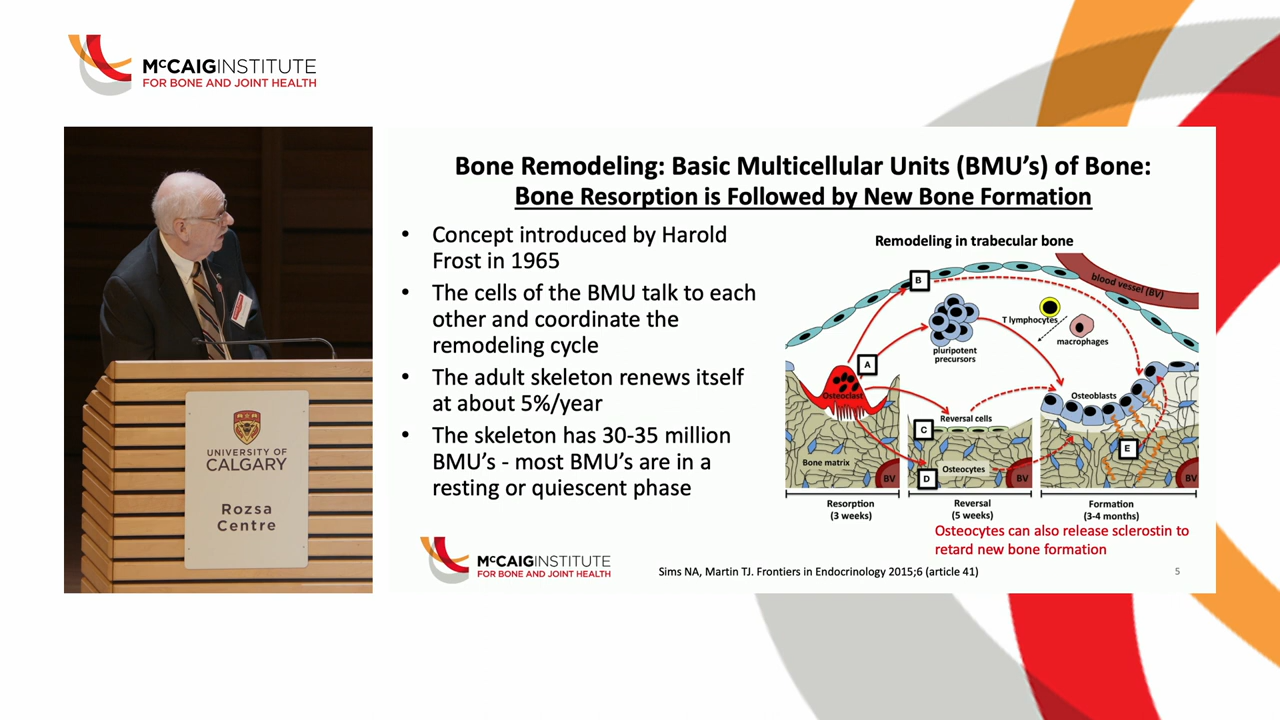 McCAIG INSTITUTE
FOR BONE AND JOINT HEALTH
UNIVERSITY OF
CALGARY
Rozsa
Centre
Bone Remodeling: Basic Multicellular Units (BMU's) of Bone:
Bone Resorption is Followed by New Bone Formation
• Concept introduced by Harold
Frost in 1965
• The cells of the BMU talk to each
other and coordinate the
remodeling cycle
• The adult skeleton renews itself
at about 5%/year
• The skeleton has 30-35 million
BMU's - most BMU's are in a
resting or quiescent phase
Remodeling in trabecular bone
blood vessel (BV)
B
T lymphocytes
macrophages
pluripotent
precursors
A
Osteoclast
Osteoblasts
Reversal cells
C
E
Bone matrix
Osteocytes
D
BV
BV
BV
Resorption
(3 weeks)
Reversal
(5 weeks)
Formation
(3-4 months)
Osteocytes can also release sclerostin to
retard new bone formation
McCAIG INSTITUTE
FOR BONE AND JOINT HEALTH
Sims NA, Martin TJ. Frontiers in Endocrinology 2015;6 (article 41)
5